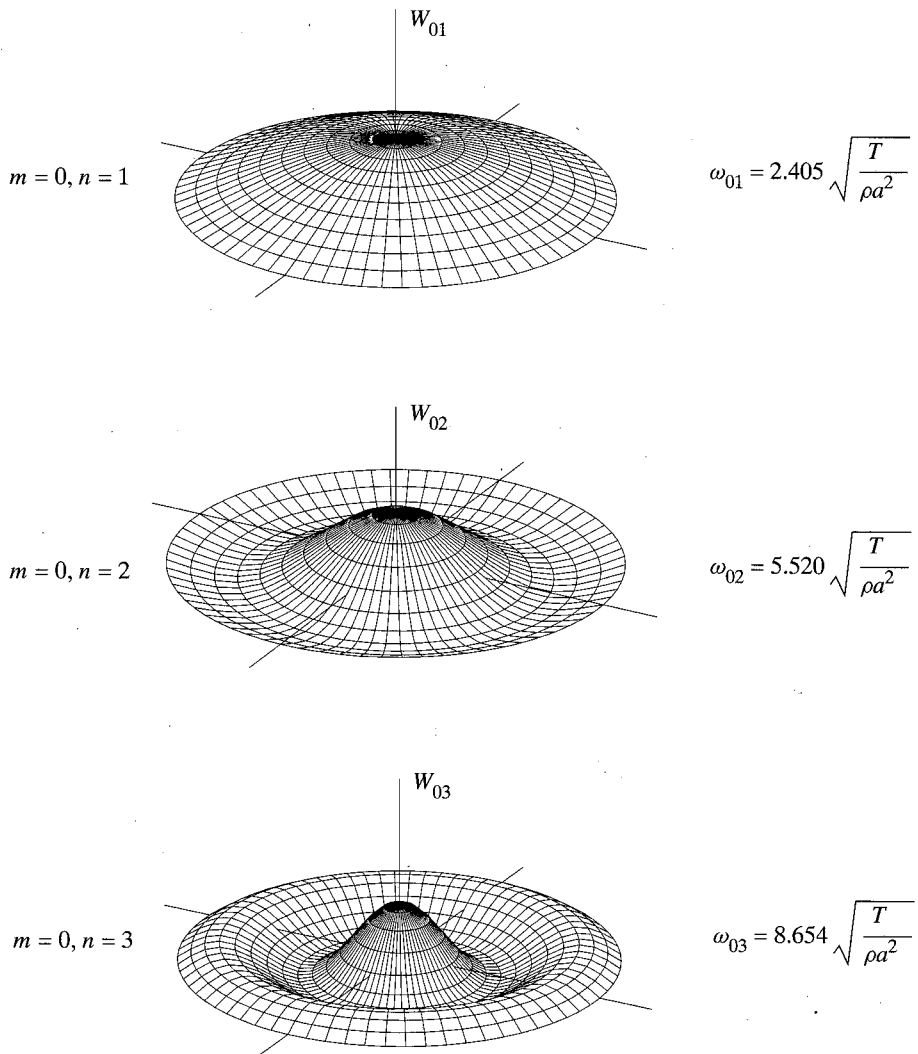 W₀₁
m = 0, n = 1
ω₀₁ = 2.405 √(T / ρa²)
W₀₂
m = 0, n = 2
ω₀₂ = 5.520 √(T / ρa²)
W₀₃
m = 0, n = 3
ω₀₃ = 8.654 √(T / ρa²)